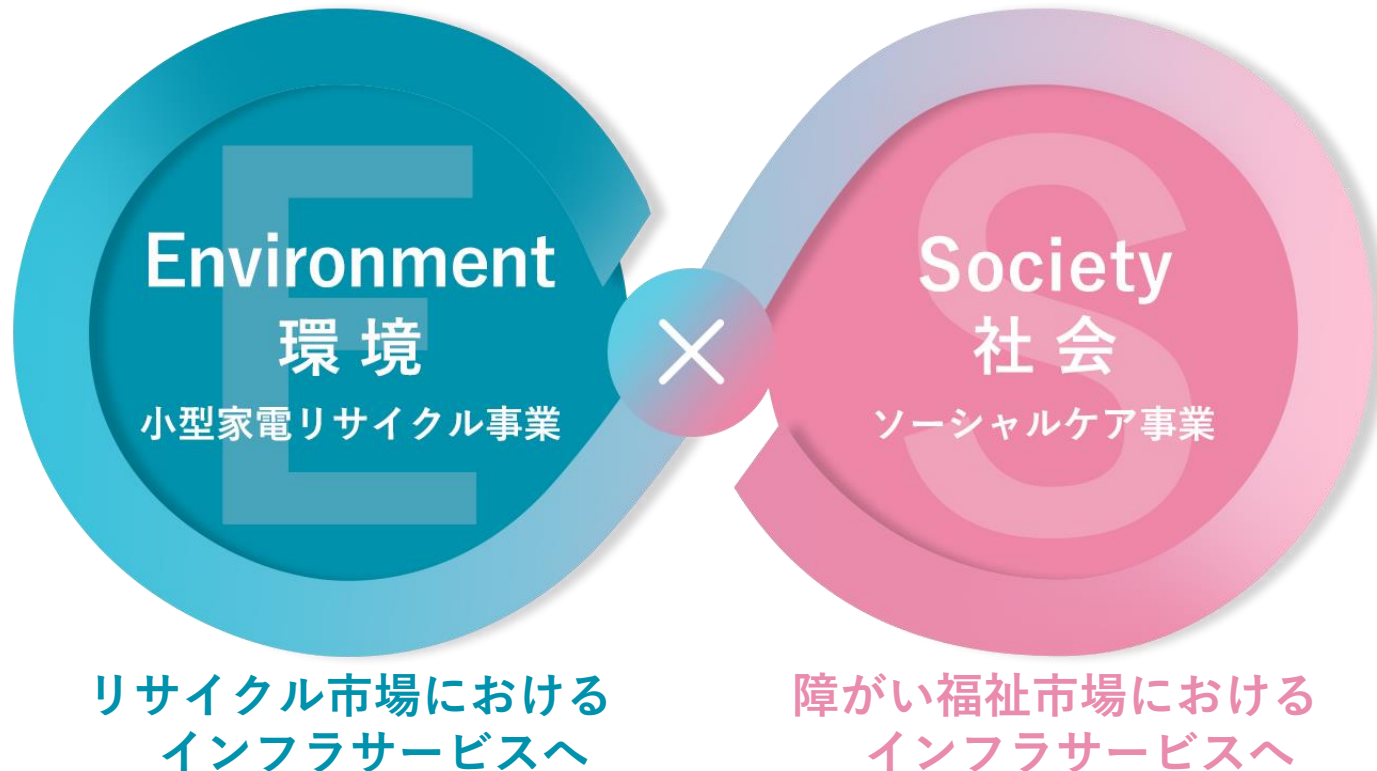 E
Environment
環境
小型家電リサイクル事業
×
S
Society
社会
ソーシャルケア事業
リサイクル市場における
インフラサービスへ
障がい福祉市場における
インフラサービスへ